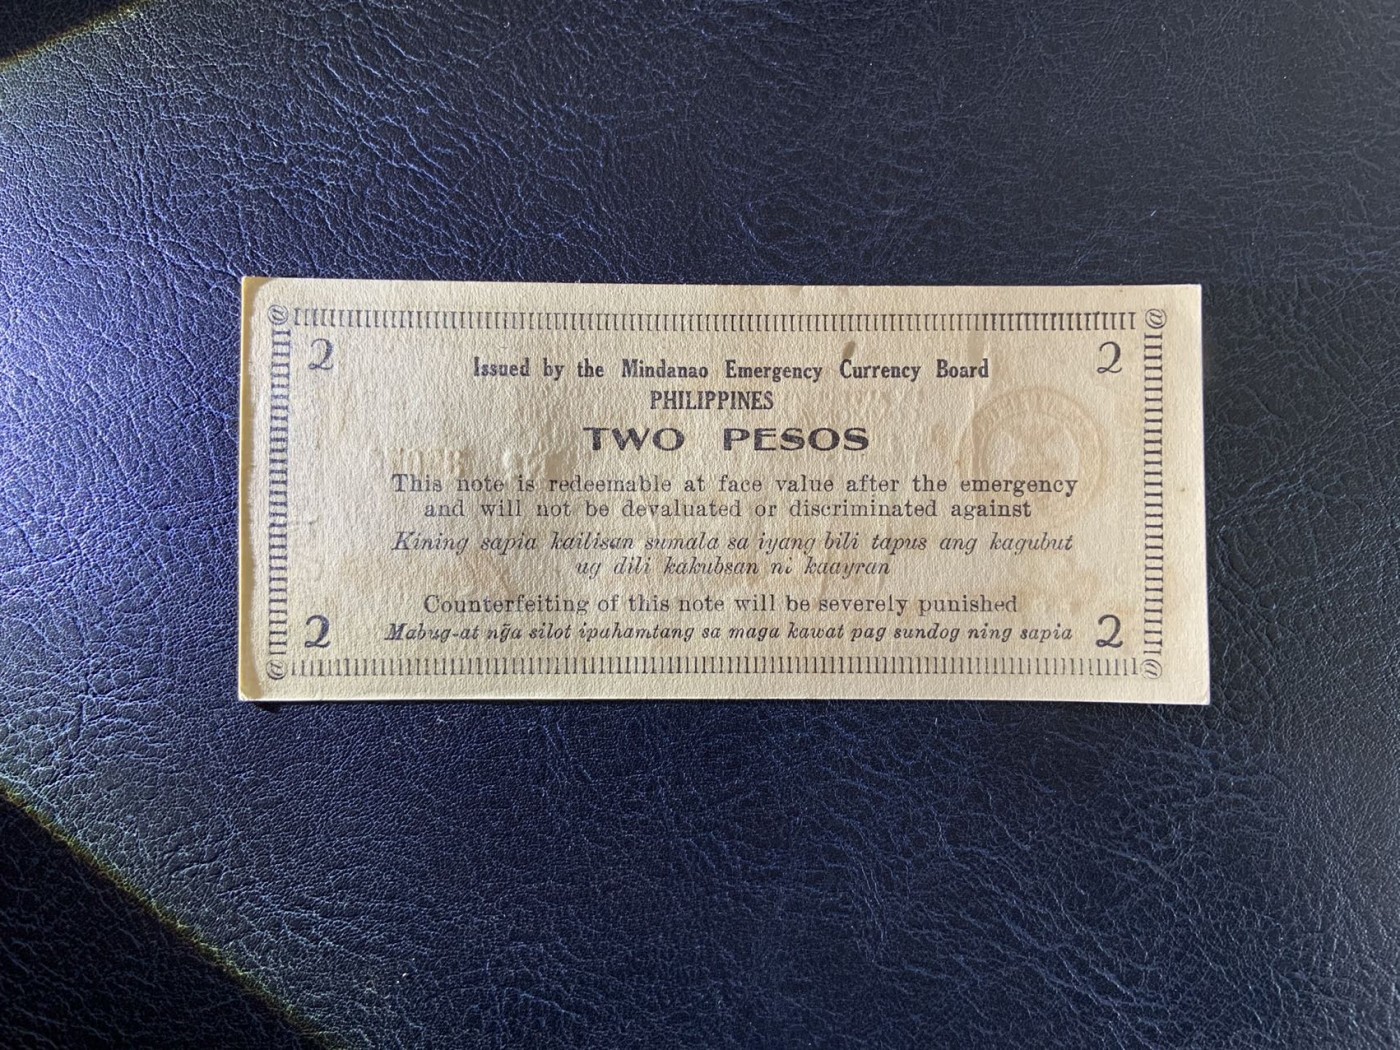 2 2
Issued by the Mindanao Emergency Currency Board
PHILIPPINES
TWO PESOS
This note is redeemable at face value after the emergency
and will not be devaluated or discriminated against
Kining sapia kailisan sumala sa iyang bili tapus ang kagubut
ug dili kakubsan ni kaayran
Counterfeiting of this note will be severely punished
2 Mabug-at ng̃a silot ipahamtang sa maga kawat pag sundog ning sapia 2